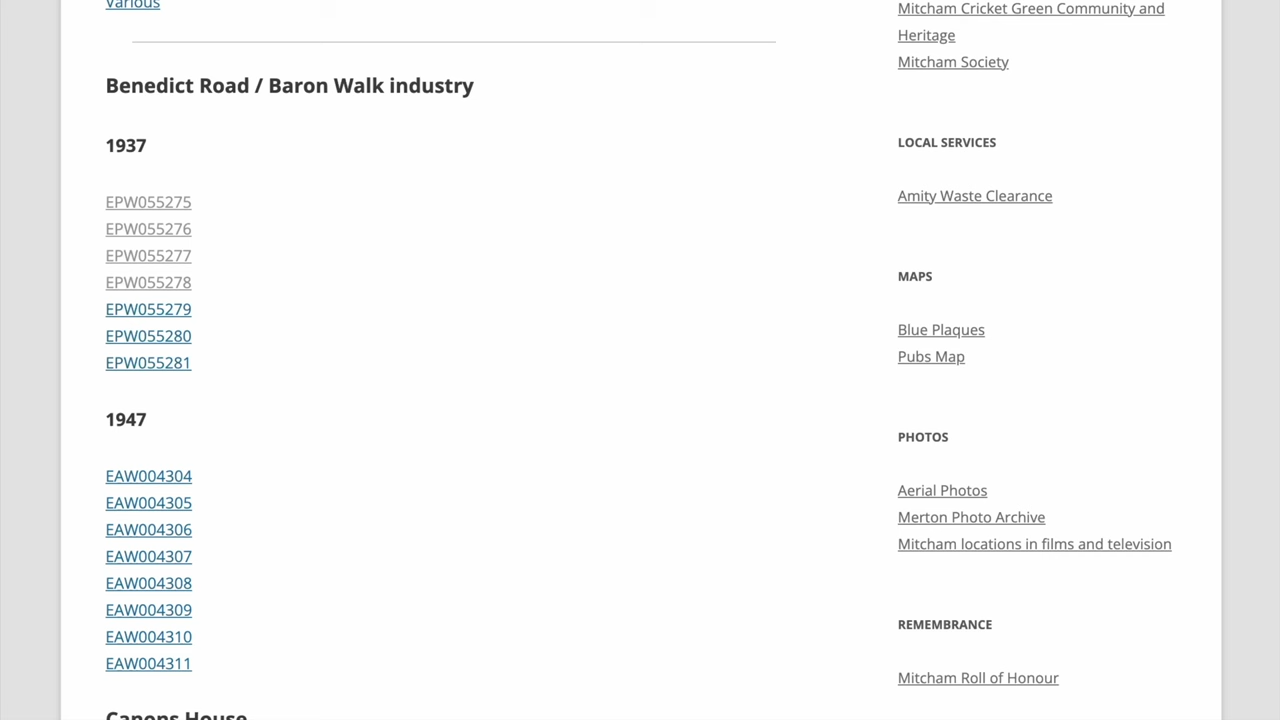 Various
Benedict Road / Baron Walk industry
1937
EPW055275
EPW055276
EPW055277
EPW055278
EPW055279
EPW055280
EPW055281
1947
EAW004304
EAW004305
EAW004306
EAW004307
EAW004308
EAW004309
EAW004310
EAW004311
Canons House
Mitcham Cricket Green Community and
Heritage
Mitcham Society
LOCAL SERVICES
Amity Waste Clearance
MAPS
Blue Plaques
Pubs Map
PHOTOS
Aerial Photos
Merton Photo Archive
Mitcham locations in films and television
REMEMBRANCE
Mitcham Roll of Honour